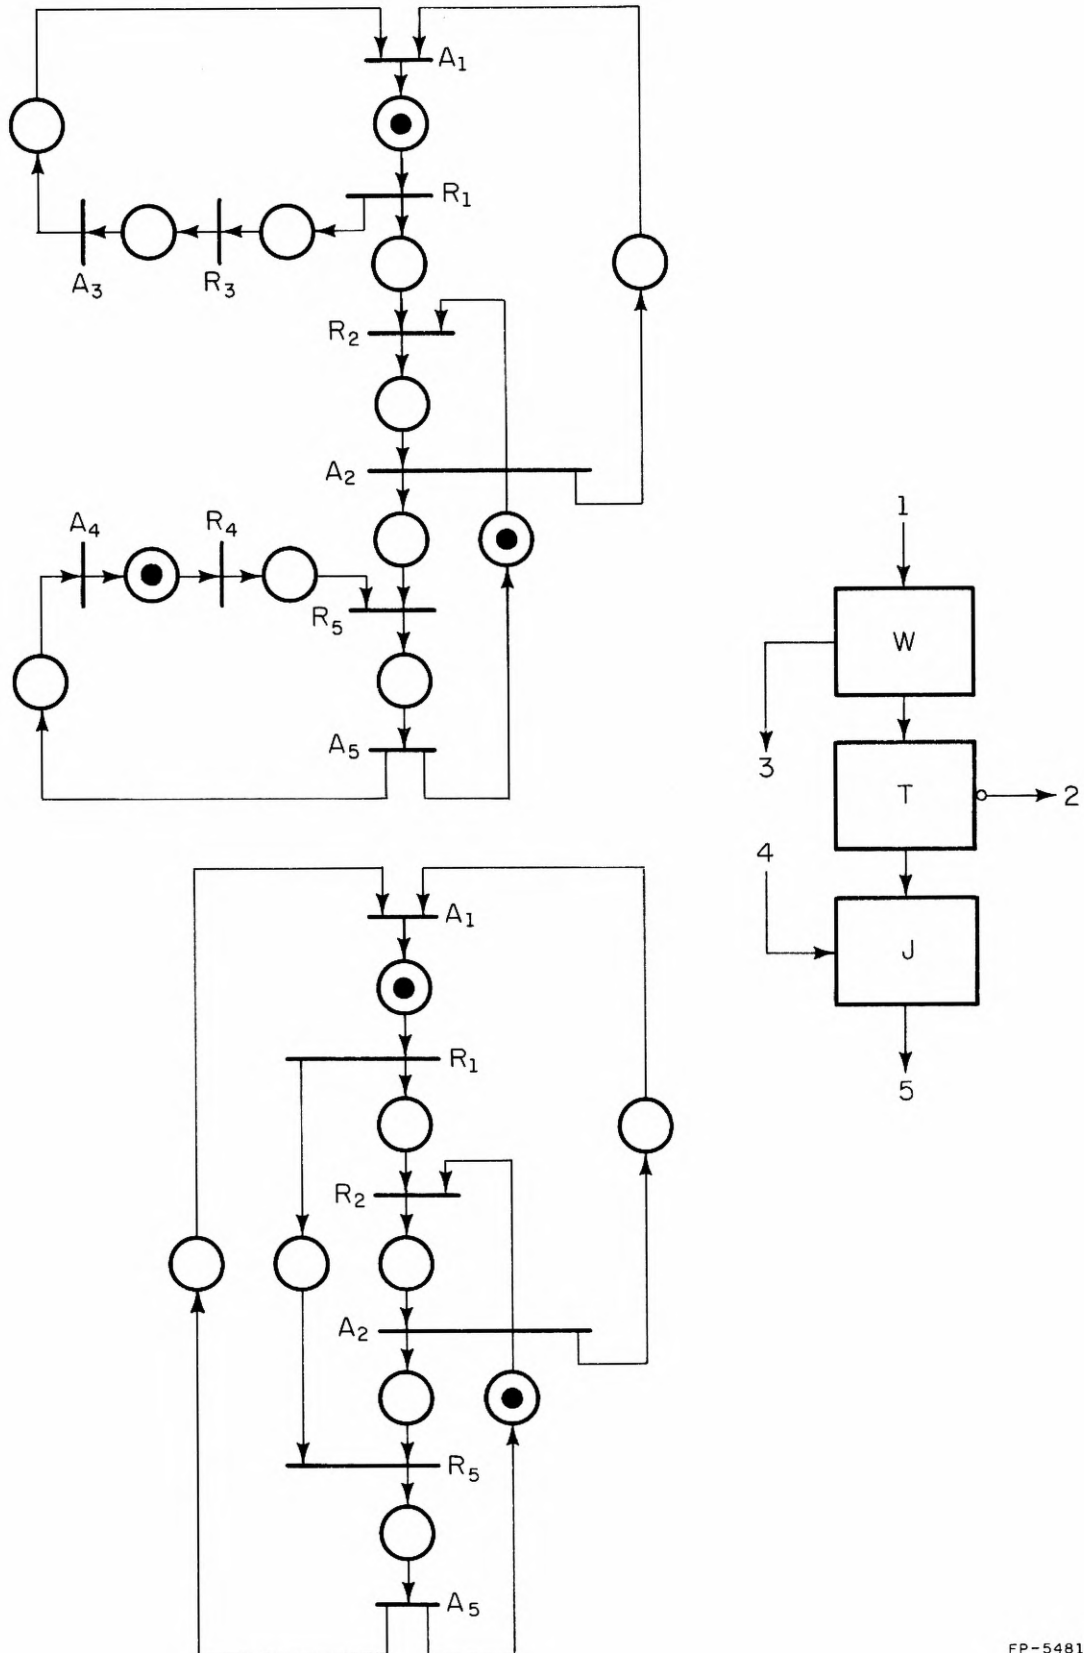 A₁
R₁
A₃
R₃
R₂
A₂
A₄
R₄
R₅
A₅
1
W
3
T
2
4
J
5
A₁
R₁
R₂
A₂
R₅
A₅
FP-5481